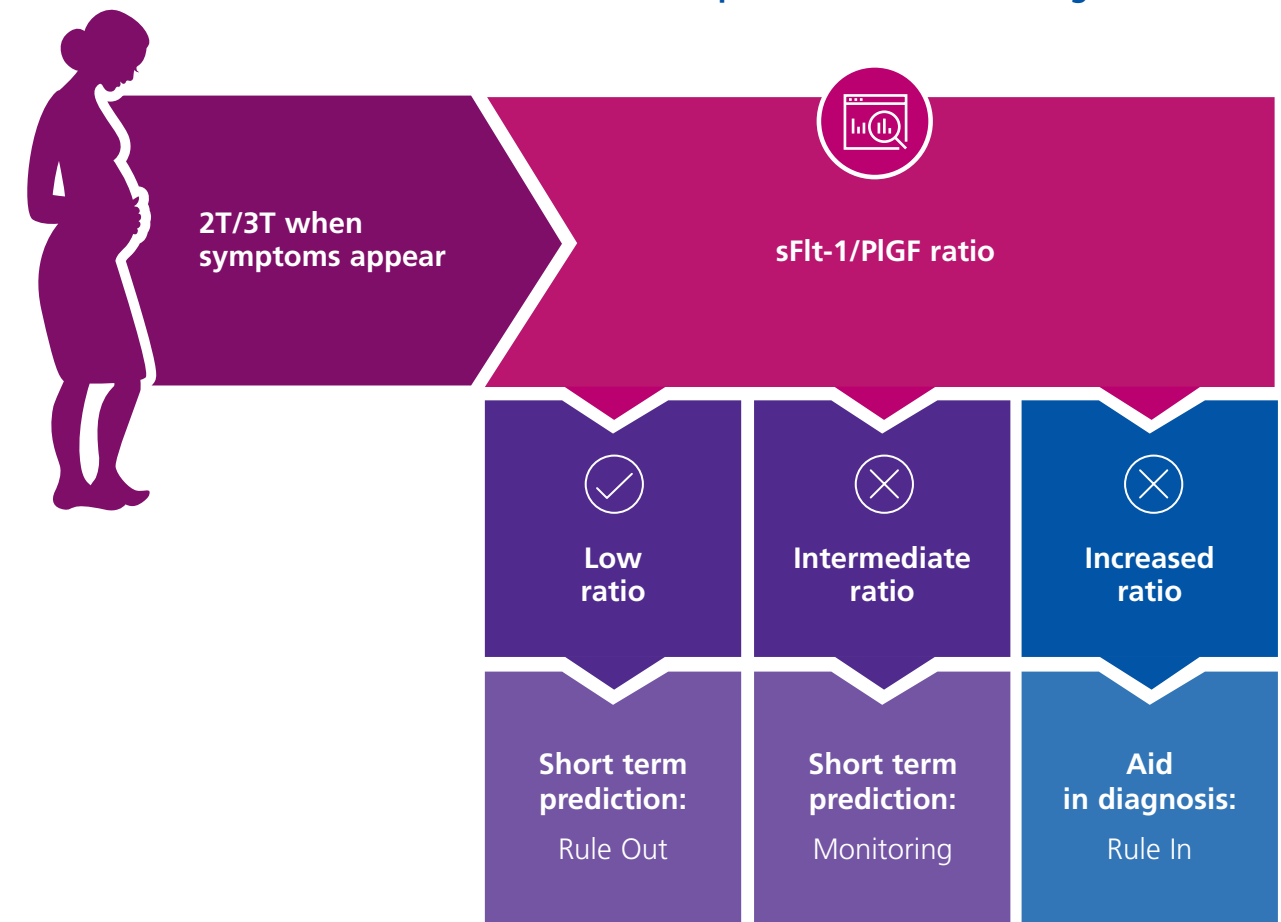 2T/3T when
symptoms appear
sFlt-1/PlGF ratio
Low
ratio
Intermediate
ratio
Increased
ratio
Short term
prediction:
Rule Out
Short term
prediction:
Monitoring
Aid
in diagnosis:
Rule In